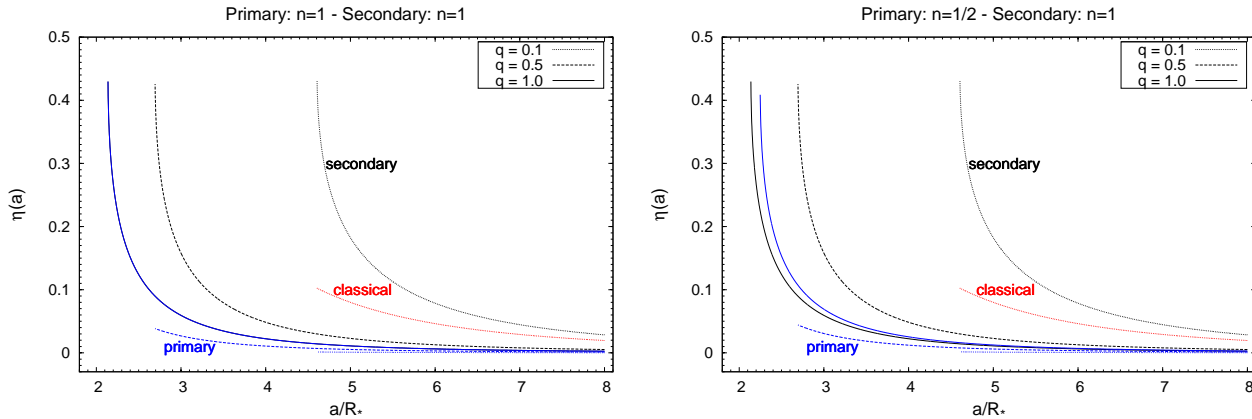 Primary: n=1 - Secondary: n=1
q = 0.1
q = 0.5
q = 1.0
0.5
0.4
0.3
0.2
0.1
0
η(a)
secondary
classical
primary
2 3 4 5 6 7 8
a/R*
Primary: n=1/2 - Secondary: n=1
q = 0.1
q = 0.5
q = 1.0
0.5
0.4
0.3
0.2
0.1
0
η(a)
secondary
classical
primary
2 3 4 5 6 7 8
a/R*